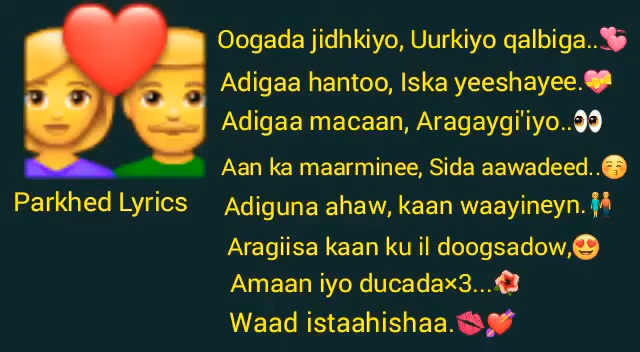 Oogada jidhkiyo, Uurkiyo qalbiga..💞
Adigaa hantoo, Iska yeeshayee.💝
Adigaa macaan, Aragaygi'iyo..👀
Aan ka maarminee, Sida aawadeed..😚
Parkhed Lyrics
Adiguna ahaw, kaan waayineyn.👬
Aragiisa kaan ku il doogsadow,😍
Amaan iyo ducada×3...🌺
Waad istaahishaa.💋💘